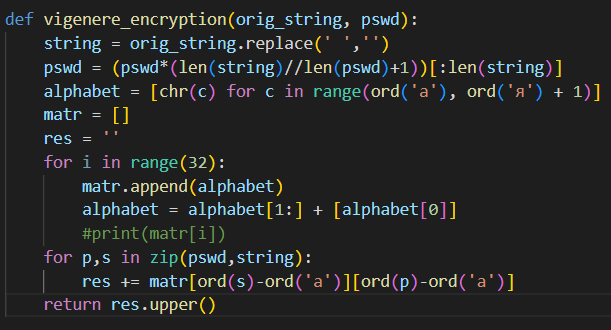 def vigenere_encryption(orig_string, pswd):
    string = orig_string.replace(' ','')
    pswd = (pswd*(len(string)//len(pswd)+1))[:len(string)]
    alphabet = [chr(c) for c in range(ord('а'), ord('я') + 1)]
    matr = []
    res = ''
    for i in range(32):
        matr.append(alphabet)
        alphabet = alphabet[1:] + [alphabet[0]]
        #print(matr[i])
    for p,s in zip(pswd,string):
        res += matr[ord(s)-ord('а')][ord(p)-ord('а')]
    return res.upper()